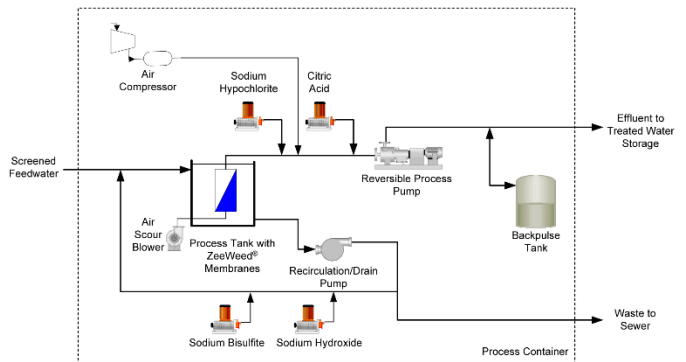 Air
Compressor
Sodium
Hypochlorite
Citric
Acid
Effluent to
Treated Water
Storage
Screened
Feedwater
Reversible Process
Pump
Air
Scour
Blower
Process Tank with
ZeeWeed®
Membranes
Recirculation/Drain
Pump
Backpulse
Tank
Sodium Bisulfite
Sodium Hydroxide
Waste to
Sewer
Process Container